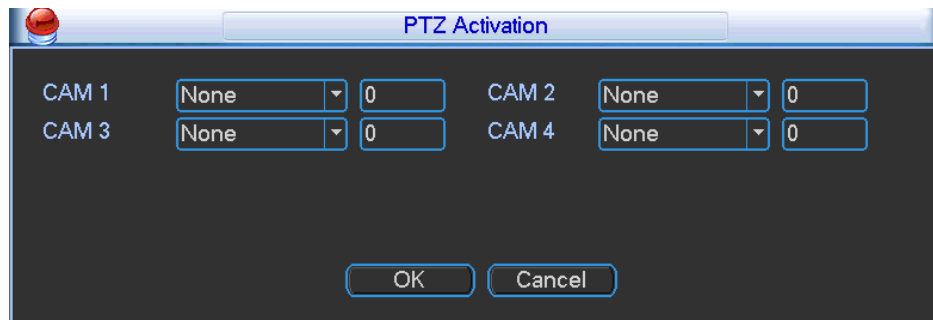 PTZ Activation
CAM 1 None 0 CAM 2 None 0
CAM 3 None 0 CAM 4 None 0
OK Cancel